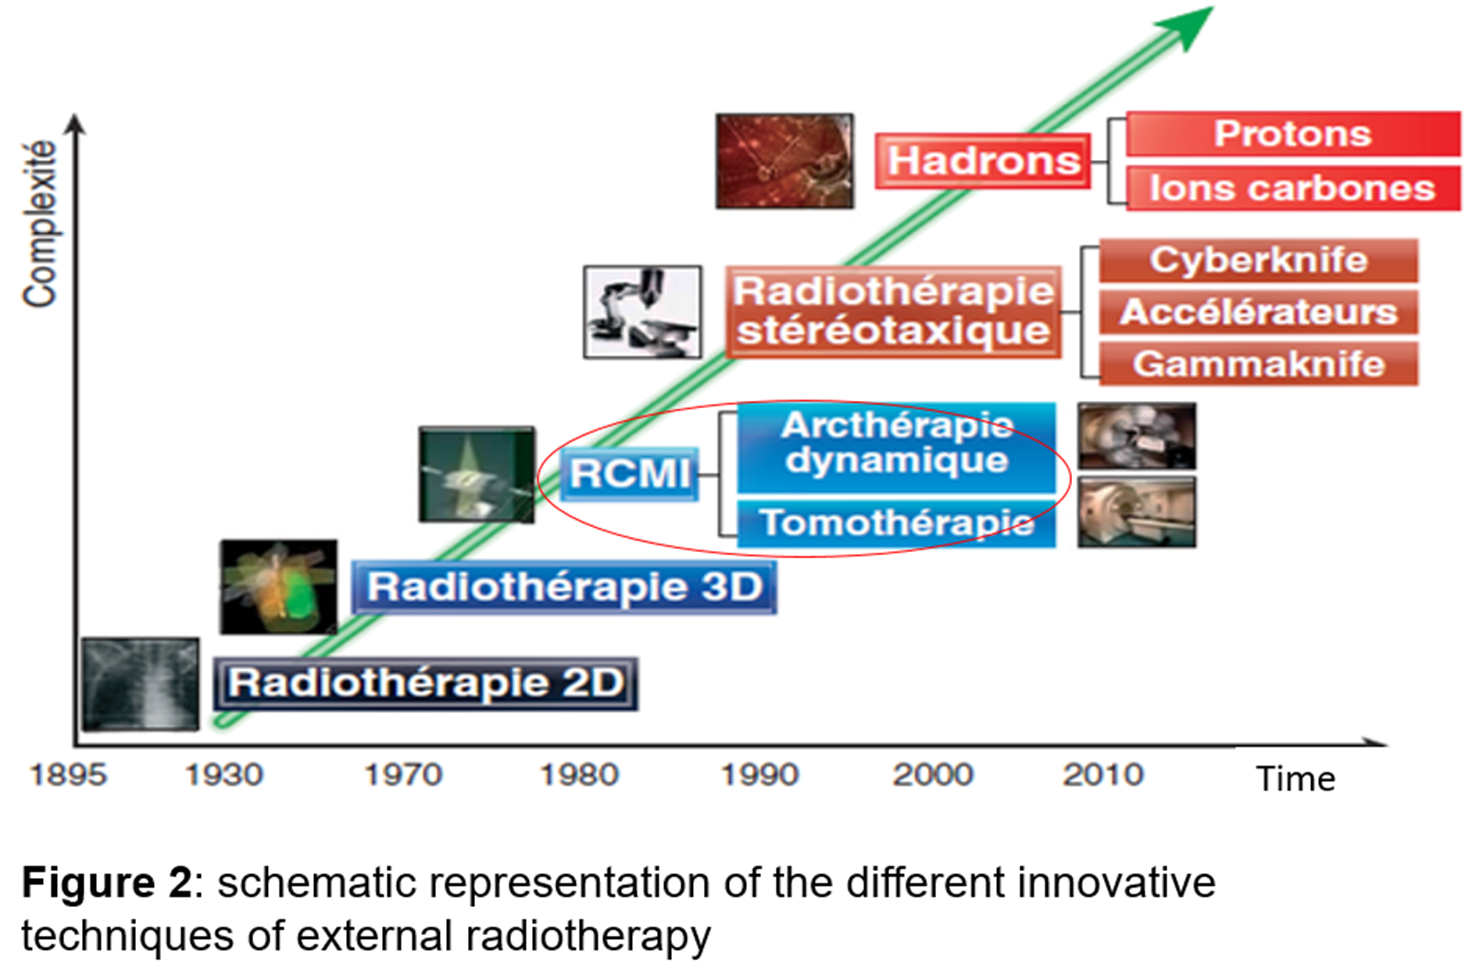 Complexité
Hadrons
Protons
Ions carbones
Radiothérapie
stéréotaxique
Cyberknife
Accélérateurs
Gammaknife
RCMI
Arcthérapie
dynamique
Tomothérapie
Radiothérapie 3D
Radiothérapie 2D
1895 1930 1970 1980 1990 2000 2010 Time
Figure 2: schematic representation of the different innovative
techniques of external radiotherapy